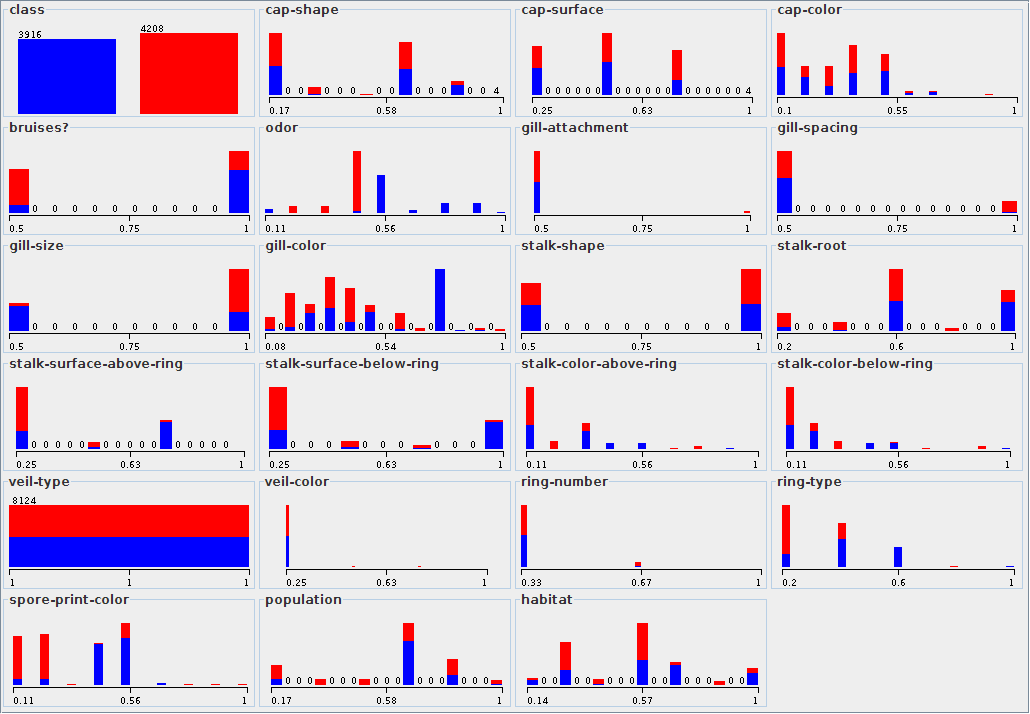 class
3916
4208
cap-shape
0 0 0 0 0 0 0 0 0 0 0 0 4
0.17 0.58 1
cap-surface
0 0 0 0 0 0 0 0 0 0 0 0 0 0 0 0 0 0 4
0.25 0.63 1
cap-color
0.1 0.55 1
bruises?
0 0 0 0 0 0 0 0 0 0
0.5 0.75 1
odor
0.11 0.56 1
gill-attachment
0.5 0.75 1
gill-spacing
0 0 0 0 0 0 0 0 0 0 0 0 0 0
0.5 0.75 1
gill-size
0 0 0 0 0 0 0 0 0 0
0.5 0.75 1
gill-color
0 0 0 0 0 0 0 0 0 0 0 0
0.08 0.54 1
stalk-shape
0 0 0 0 0 0 0 0 0 0
0.5 0.75 1
stalk-root
0 0 0 0 0 0 0 0 0 0 0 0
0.2 0.6 1
stalk-surface-above-ring
0 0 0 0 0 0 0 0 0 0 0 0 0 0 0
0.25 0.63 1
stalk-surface-below-ring
0 0 0 0 0 0 0 0 0
0.25 0.63 1
stalk-color-above-ring
0.11 0.56 1
stalk-color-below-ring
0.11 0.56 1
veil-type
8124
1 1 1
veil-color
0.25 0.63 1
ring-number
0.33 0.67 1
ring-type
0.2 0.6 1
spore-print-color
0.11 0.56 1
population
0 0 0 0 0 0 0 0 0 0 0 0 0 0 0
0.17 0.58 1
habitat
0 0 0 0 0 0 0 0 0 0 0 0 0 0
0.14 0.57 1